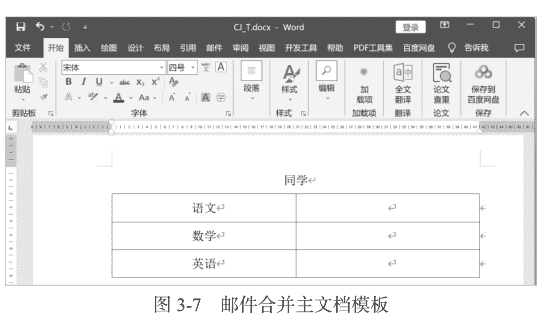 CJ_T.docx - Word
登录
文件 开始 插入 绘图 设计 布局 引用 邮件 审阅 视图 开发工具 帮助 PDF工具集 百度网盘 告诉我
宋体 四号
粘贴
B I U abc X₂ X²
A Aa A A
段落 样式 编辑 加载项 全文翻译 论文查重 保存到百度网盘
剪贴板 字体 样式 加载项 翻译 论文 保存
同学
语文
数学
英语
图 3-7 邮件合并主文档模板